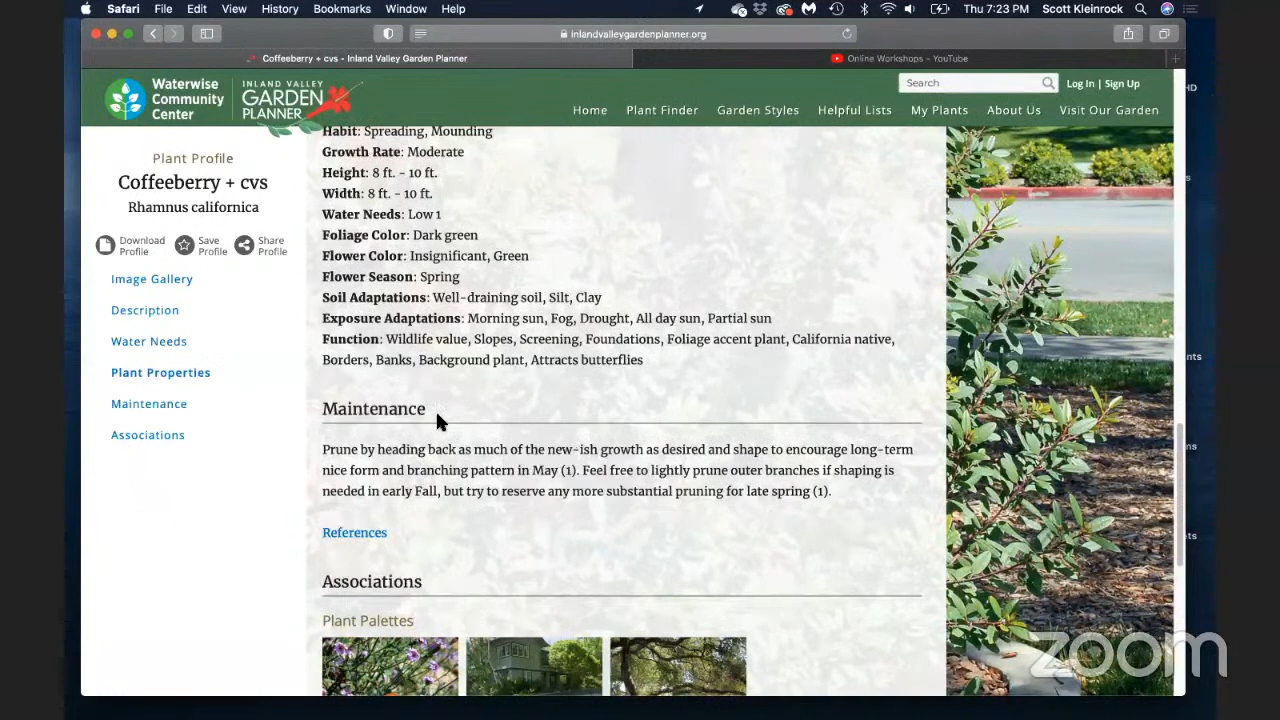 Safari File Edit View History Bookmarks Window Help Thu 7:23 PM Scott Kleinrock
inlandvalleygardenplanner.org
Coffeeberry + cvs - Inland Valley Garden Planner
Online Workshops - YouTube
Waterwise
Community
Center
INLAND VALLEY
GARDEN
PLANNER
Search
Log In | Sign Up
Home Plant Finder Garden Styles Helpful Lists My Plants About Us Visit Our Garden
Plant Profile
Coffeeberry + cvs
Rhamnus californica
Download
Profile
Save
Profile
Share
Profile
Image Gallery
Description
Water Needs
Plant Properties
Maintenance
Associations
Habit: Spreading, Mounding
Growth Rate: Moderate
Height: 8 ft. - 10 ft.
Width: 8 ft. - 10 ft.
Water Needs: Low 1
Foliage Color: Dark green
Flower Color: Insignificant, Green
Flower Season: Spring
Soil Adaptations: Well-draining soil, Silt, Clay
Exposure Adaptations: Morning sun, Fog, Drought, All day sun, Partial sun
Function: Wildlife value, Slopes, Screening, Foundations, Foliage accent plant, California native,
Borders, Banks, Background plant, Attracts butterflies
Maintenance
Prune by heading back as much of the new-ish growth as desired and shape to encourage long-term
nice form and branching pattern in May (1). Feel free to lightly prune outer branches if shaping is
needed in early Fall, but try to reserve any more substantial pruning for late spring (1).
References
Associations
Plant Palettes
zoom